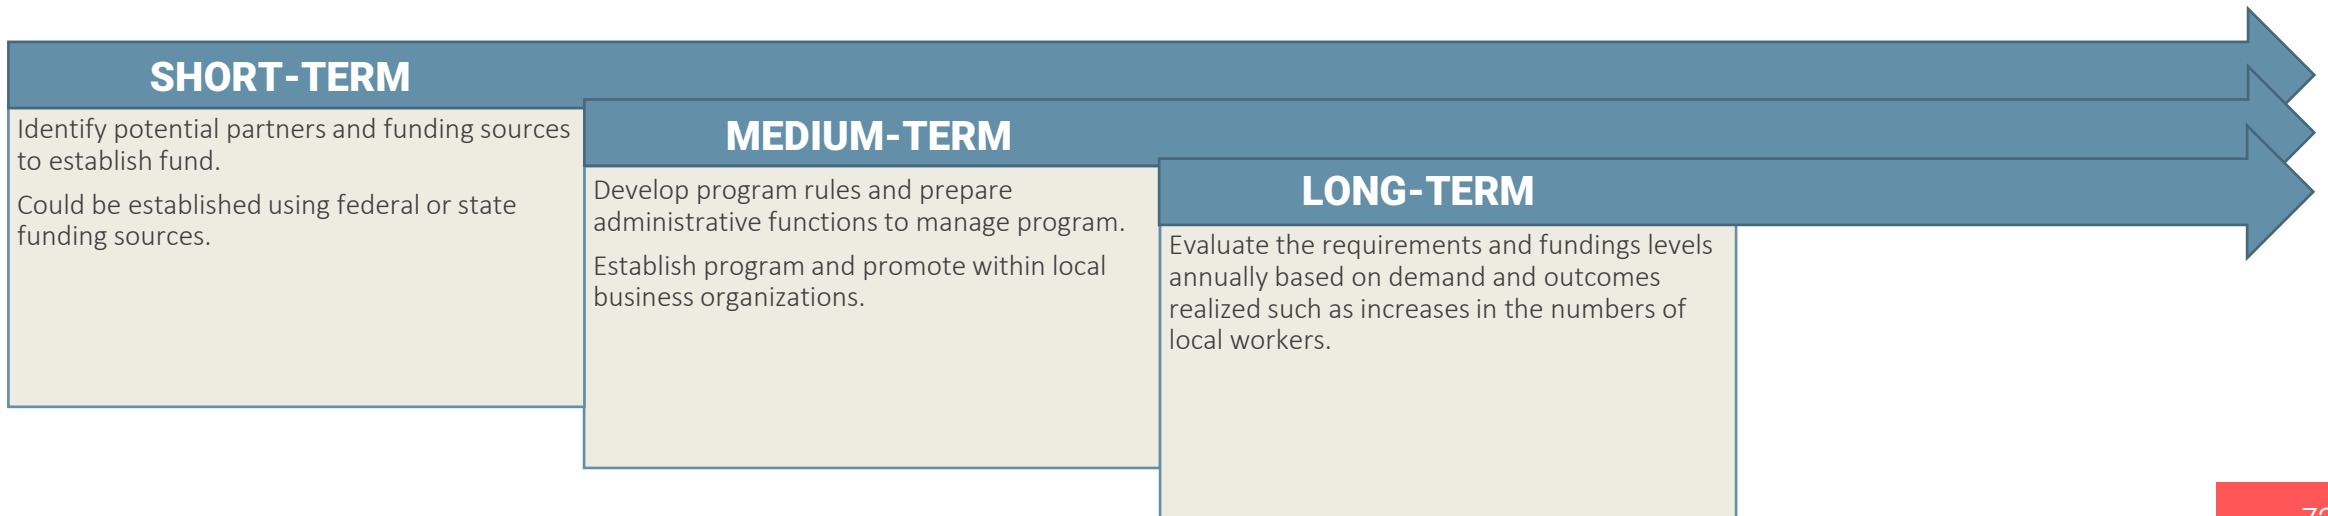 SHORT-TERM
Identify potential partners and funding sources
to establish fund.
Could be established using federal or state
funding sources.
MEDIUM-TERM
Develop program rules and prepare
administrative functions to manage program.
Establish program and promote within local
business organizations.
LONG-TERM
Evaluate the requirements and fundings levels
annually based on demand and outcomes
realized such as increases in the numbers of
local workers.